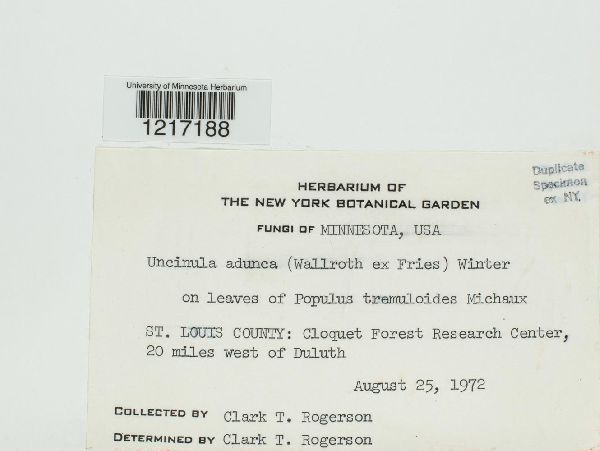 University of Minnesota Herbarium
1217188
Duplicate
Specimen
ex NY.
HERBARIUM OF
THE NEW YORK BOTANICAL GARDEN
FUNGI OF MINNESOTA, USA
Uncinula adunca (Wallroth ex Fries) Winter
on leaves of Populus tremuloides Michaux
ST. LOUIS COUNTY: Cloquet Forest Research Center,
20 miles west of Duluth
August 25, 1972
COLLECTED BY Clark T. Rogerson
DETERMINED BY Clark T. Rogerson